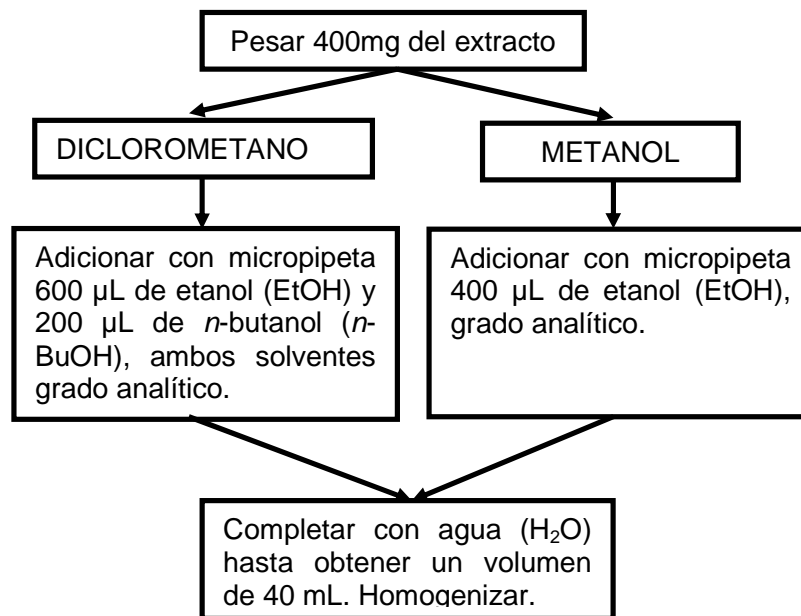 Pesar 400mg del extracto
DICLOROMETANO
METANOL
Adicionar con micropipeta
600 µL de etanol (EtOH) y
200 µL de n-butanol (n-
BuOH), ambos solventes
grado analítico.
Adicionar con micropipeta
400 µL de etanol (EtOH),
grado analítico.
Completar con agua (H₂O)
hasta obtener un volumen
de 40 mL. Homogenizar.